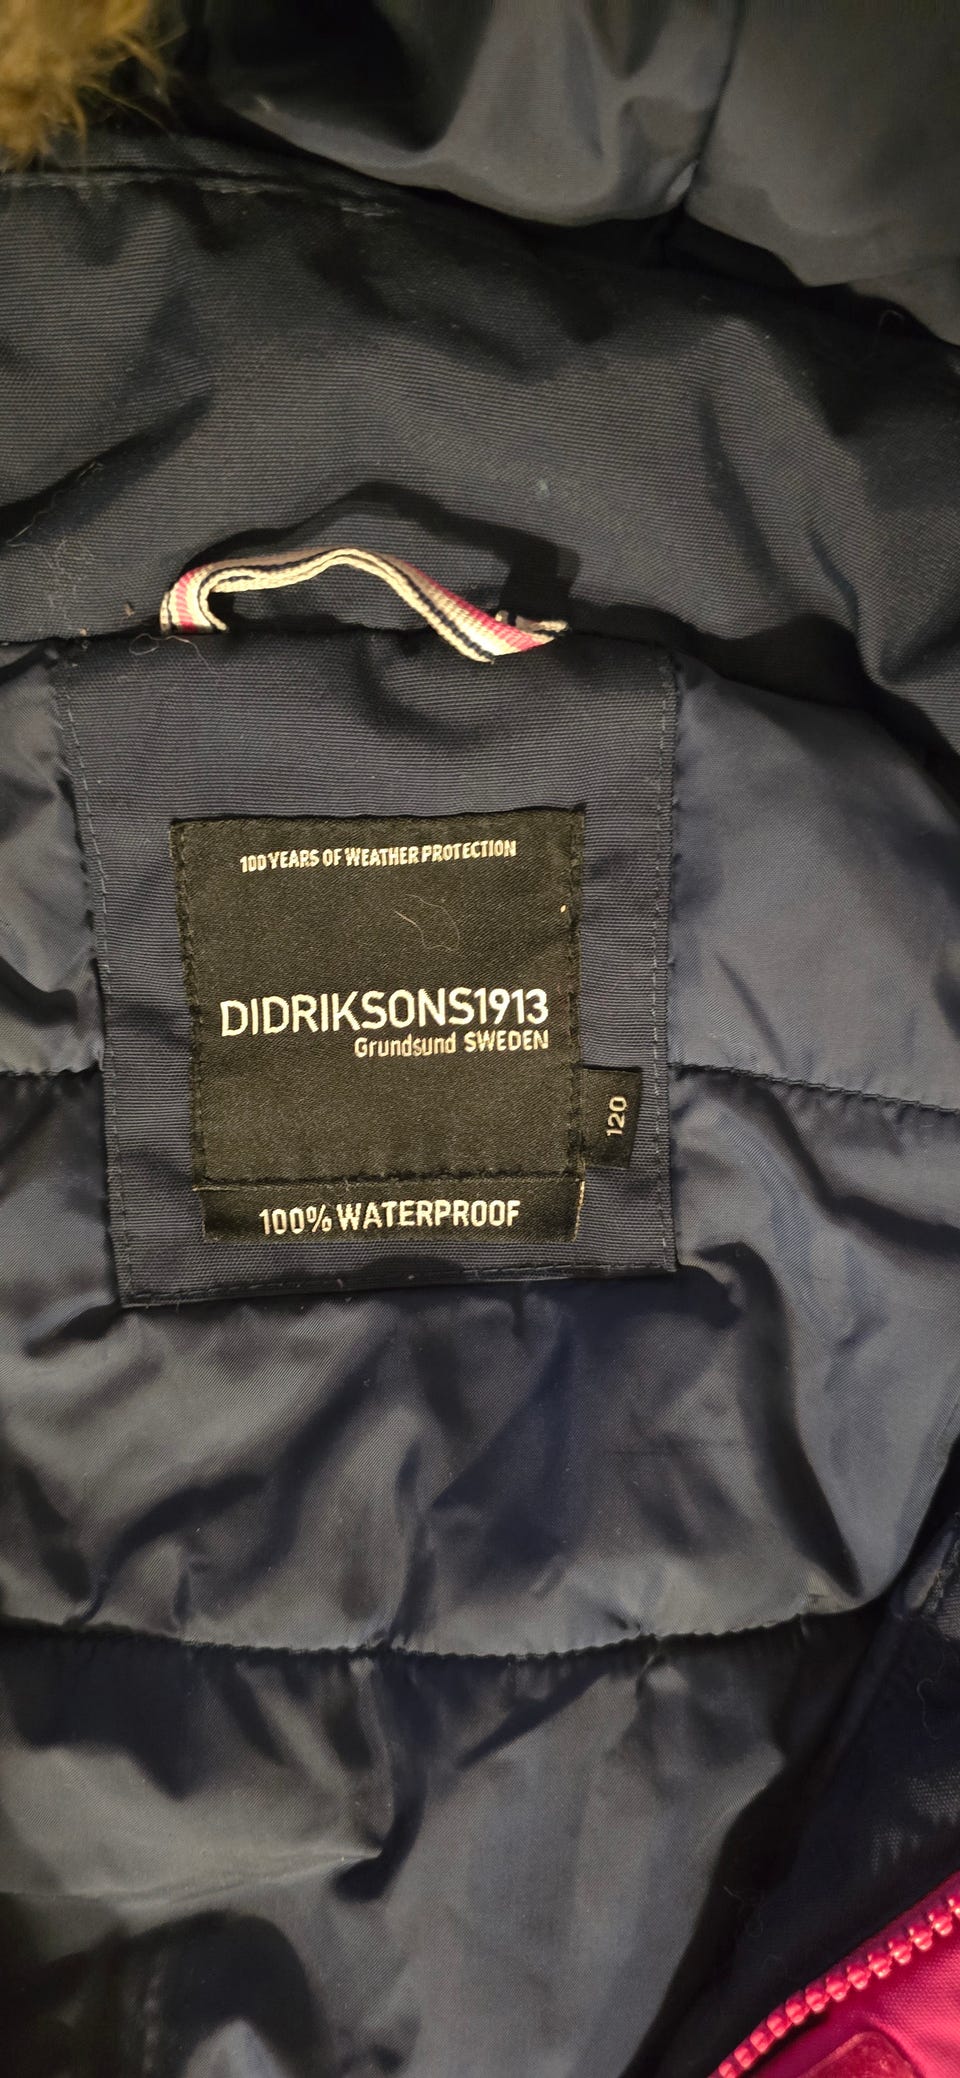 100 YEARS OF WEATHER PROTECTION
DIDRIKSONS1913
Grundsund SWEDEN
120
100% WATERPROOF